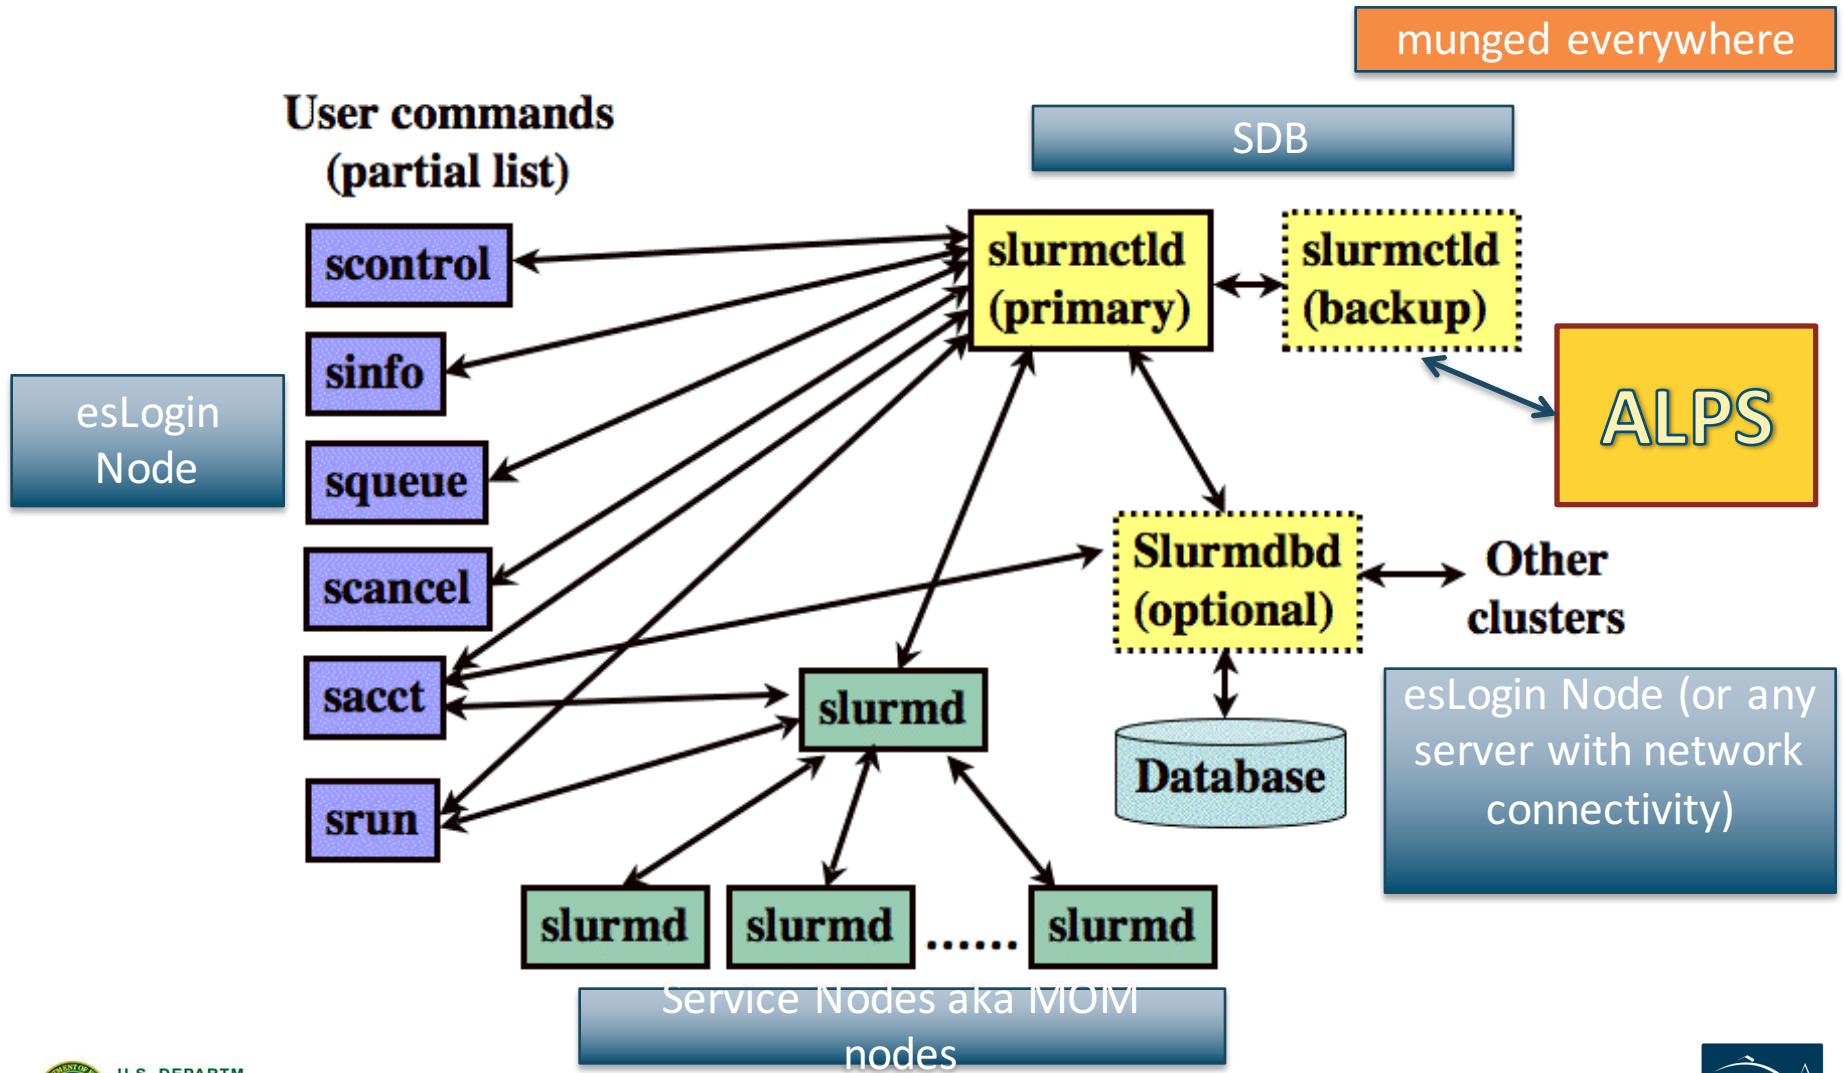 munged everywhere
User commands
(partial list)
SDB
scontrol
slurmctld
(primary)
slurmctld
(backup)
sinfo
ALPS
esLogin
Node
squeue
scancel
Slurmdbd
(optional)
Other
clusters
sacct
slurmd
esLogin Node (or any
server with network
connectivity)
Database
srun
slurmd
slurmd
......
slurmd
Service Nodes aka MOM
nodes
U.S. DEPARTM